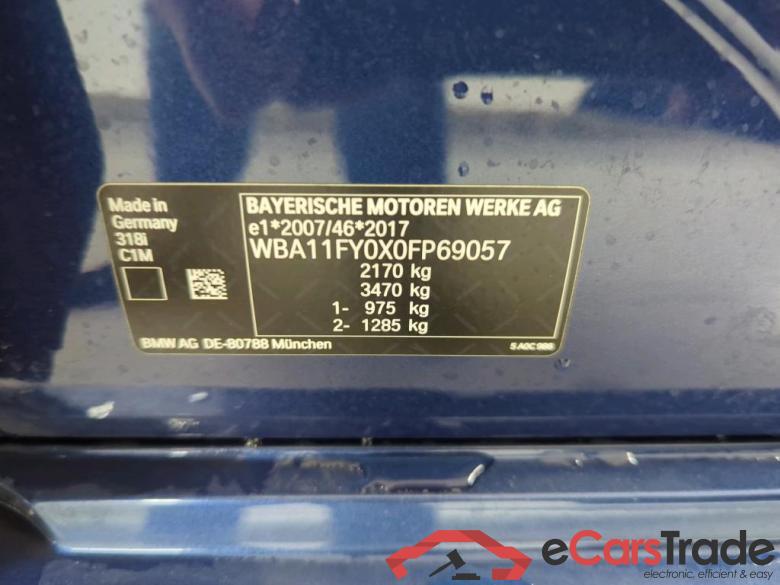 Made in
Germany
318i
C1M
BAYERISCHE MOTOREN WERKE AG
e1*2007/46*2017
WBA11FY0X0FP69057
2170 kg
3470 kg
1- 975 kg
2- 1285 kg
BMW AG DE-80788 München
5 A0C 9B8
eCarsTrade
electronic, efficient & easy